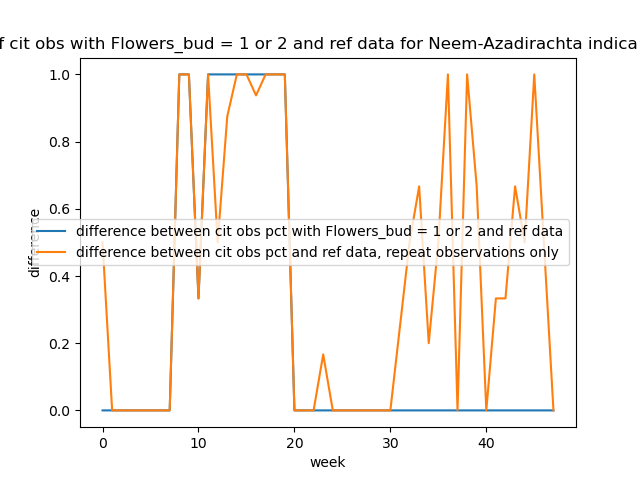 f cit obs with Flowers_bud = 1 or 2 and ref data for Neem-Azadirachta indica
1.0
0.8
0.6
0.4
0.2
0.0
difference
difference between cit obs pct with Flowers_bud = 1 or 2 and ref data
difference between cit obs pct and ref data, repeat observations only
0 10 20 30 40
week